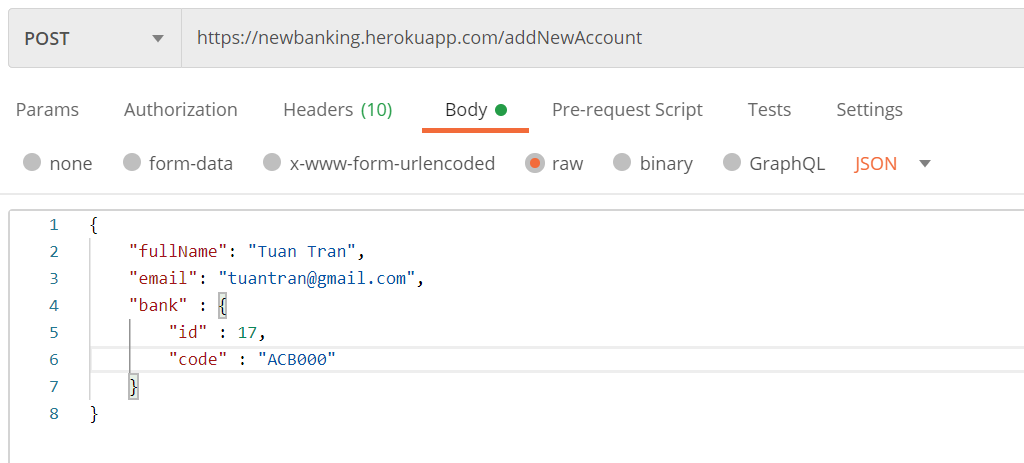 POST https://newbanking.herokuapp.com/addNewAccount
Params Authorization Headers (10) Body Pre-request Script Tests Settings
none form-data x-www-form-urlencoded raw binary GraphQL JSON
1 {
2 "fullName": "Tuan Tran",
3 "email": "tuantran@gmail.com",
4 "bank" : {
5 "id" : 17,
6 "code" : "ACB000"
7 }
8 }